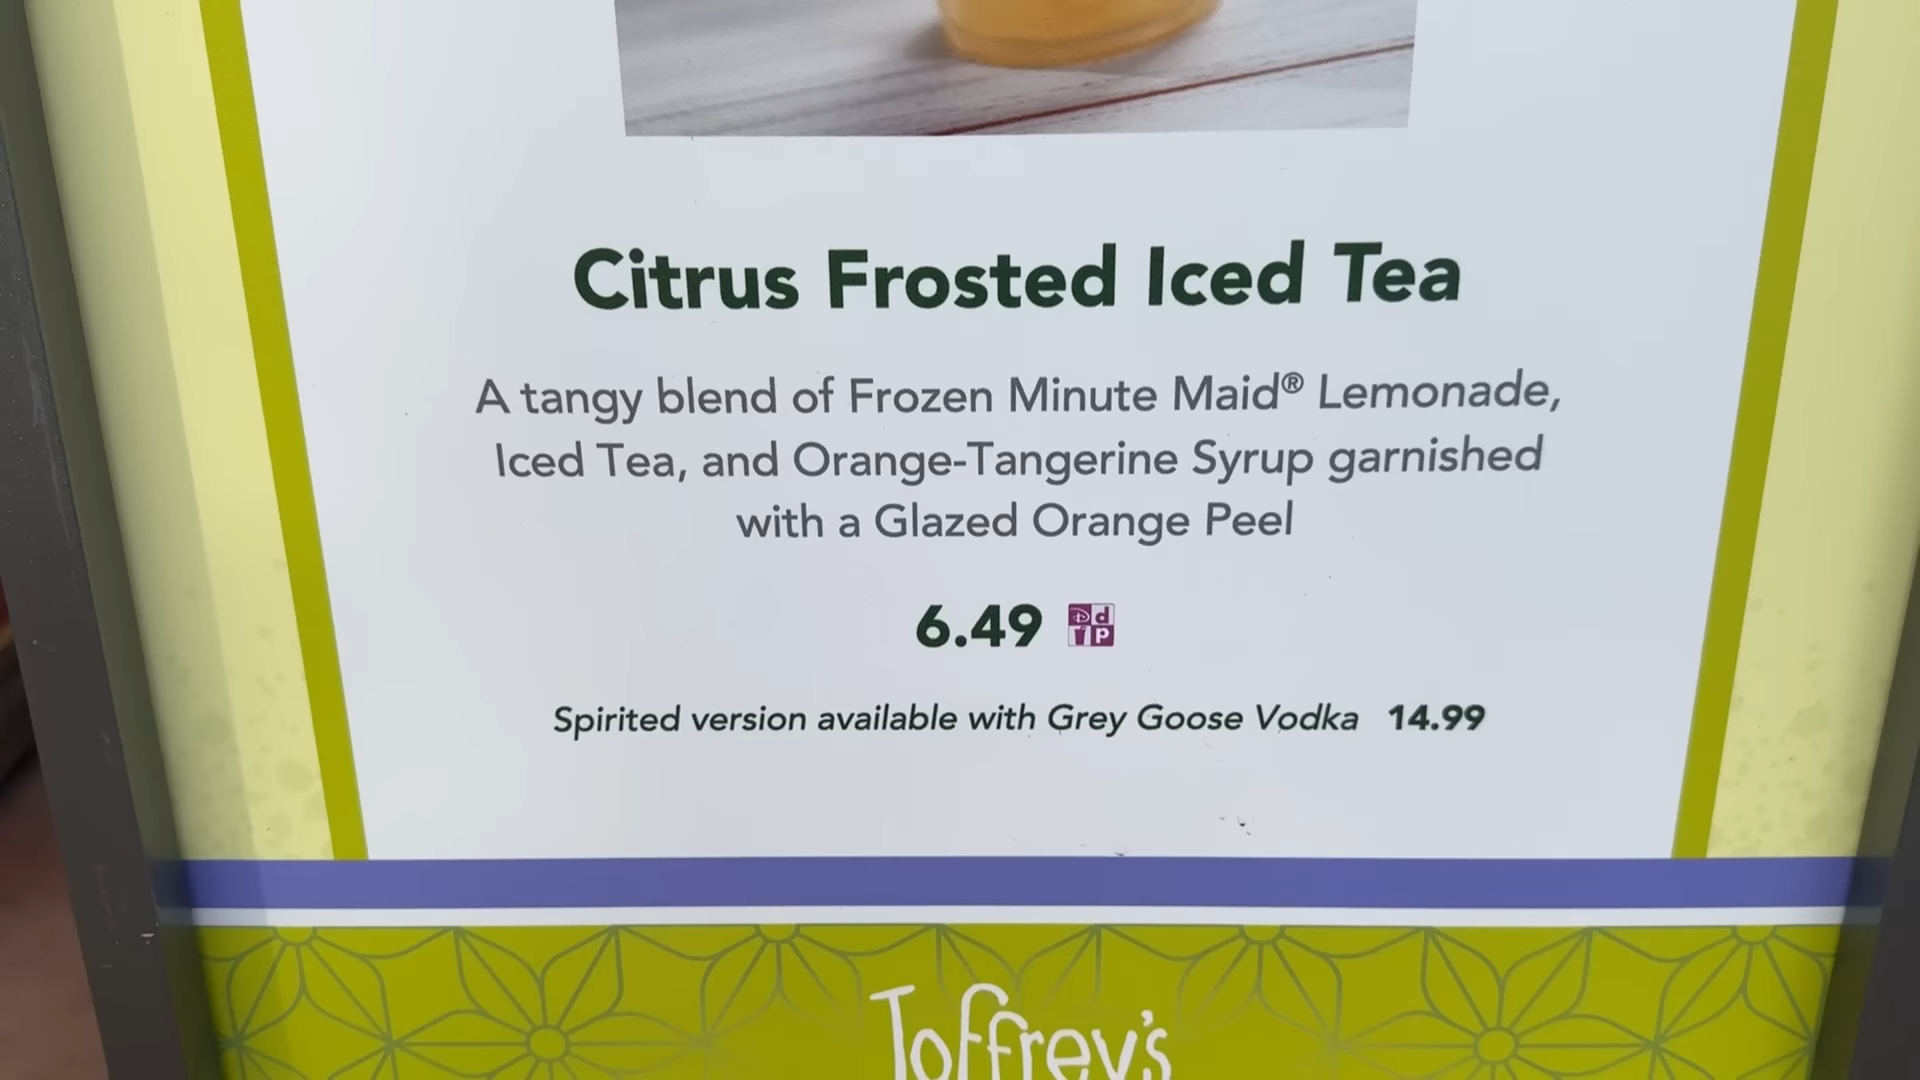 Citrus Frosted Iced Tea
A tangy blend of Frozen Minute Maid® Lemonade,
Iced Tea, and Orange-Tangerine Syrup garnished
with a Glazed Orange Peel
6.49 D d P
Spirited version available with Grey Goose Vodka 14.99
Joffrey's